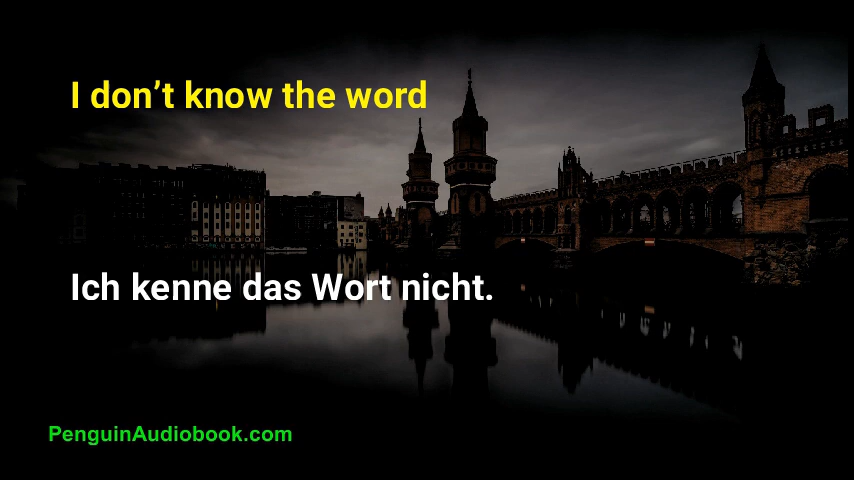 I don’t know the word
Ich kenne das Wort nicht.
PenguinAudiobook.com